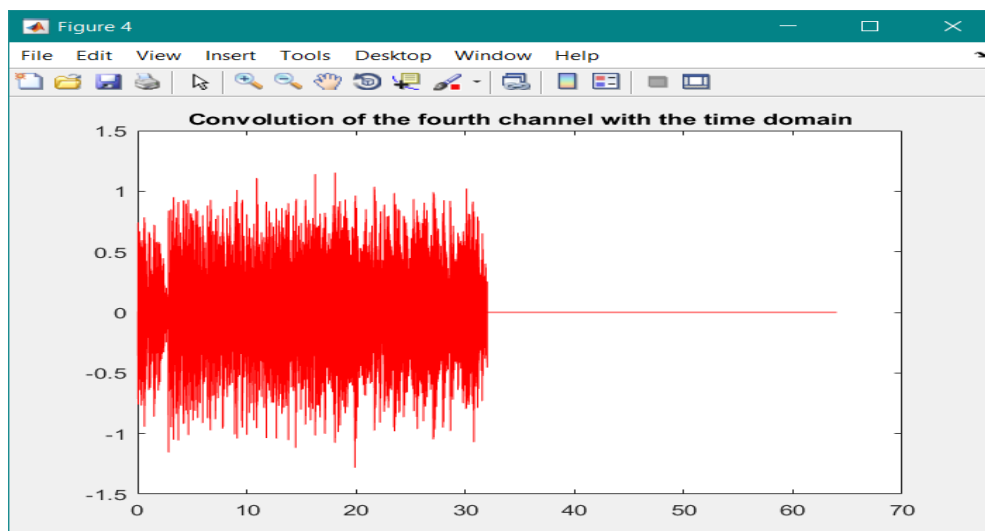 Figure 4
File Edit View Insert Tools Desktop Window Help
Convolution of the fourth channel with the time domain
1.5
1
0.5
0
-0.5
-1
-1.5
0 10 20 30 40 50 60 70